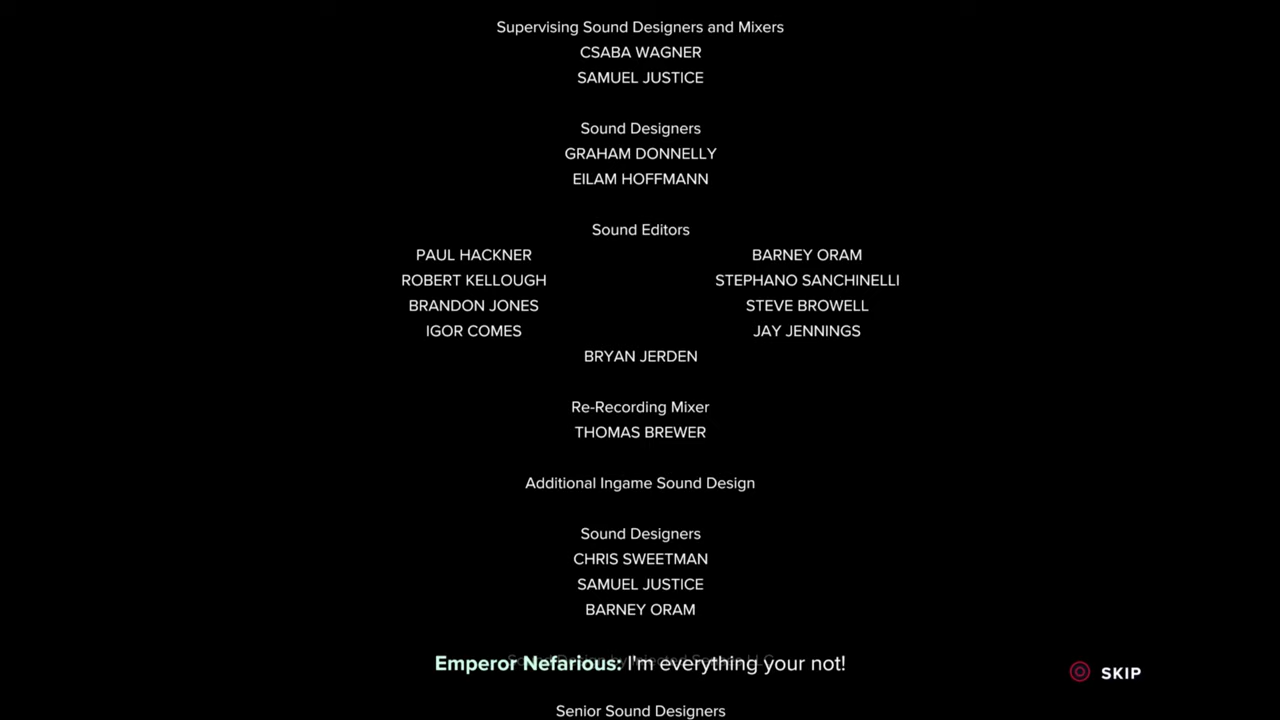 Supervising Sound Designers and Mixers
CSABA WAGNER
SAMUEL JUSTICE
Sound Designers
GRAHAM DONNELLY
EILAM HOFFMANN
Sound Editors
PAUL HACKNER BARNEY ORAM
ROBERT KELLOUGH STEPHANO SANCHINELLI
BRANDON JONES STEVE BROWELL
IGOR COMES JAY JENNINGS
BRYAN JERDEN
Re-Recording Mixer
THOMAS BREWER
Additional Ingame Sound Design
Sound Designers
CHRIS SWEETMAN
SAMUEL JUSTICE
BARNEY ORAM
Emperor Nefarious: I'm everything your not!
SKIP
Senior Sound Designers